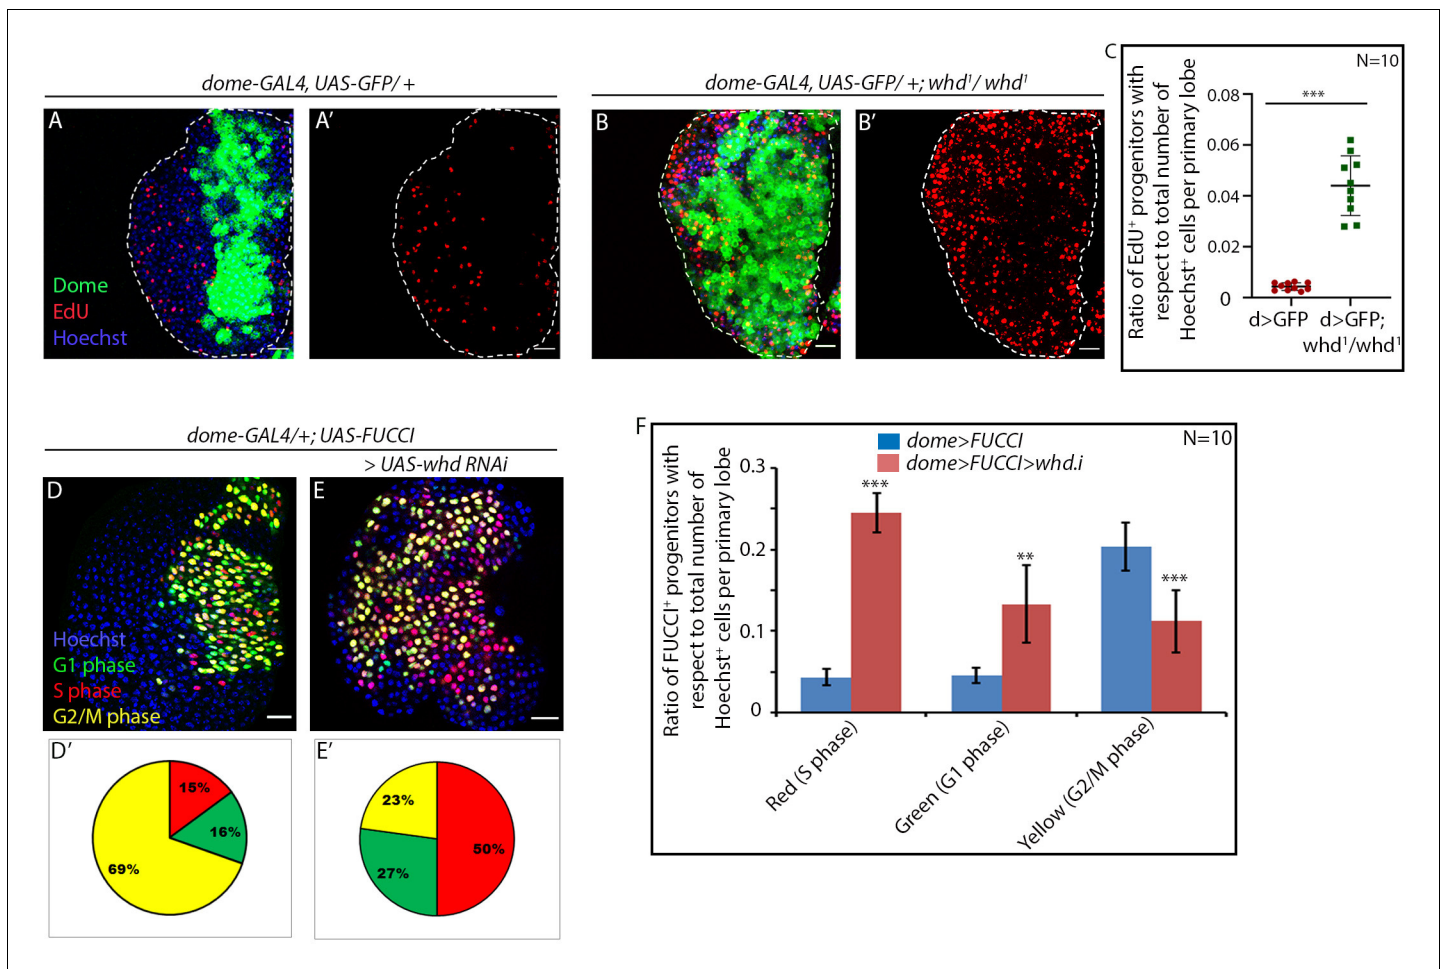 dome-GAL4, UAS-GFP/ +
A
A′
Dome
EdU
Hoechst
dome-GAL4, UAS-GFP/ +; whd¹/ whd¹
B
B′
C
N=10
Ratio of EdU⁺ progenitors with
respect to total number of
Hoechst⁺ cells per primary lobe
0.08
0.06
0.04
0.02
0
***
d>GFP
d>GFP;
whd¹/whd¹
dome-GAL4/+; UAS-FUCCI
> UAS-whd RNAi
D
E
Hoechst
G1 phase
S phase
G2/M phase
D′
15%
16%
69%
E′
23%
50%
27%
F
N=10
dome>FUCCI
dome>FUCCI>whd.i
Ratio of FUCCI⁺ progenitors with
respect to total number of
Hoechst⁺ cells per primary lobe
0.3
0.2
0.1
0
***
**
***
Red (S phase)
Green (G1 phase)
Yellow (G2/M phase)